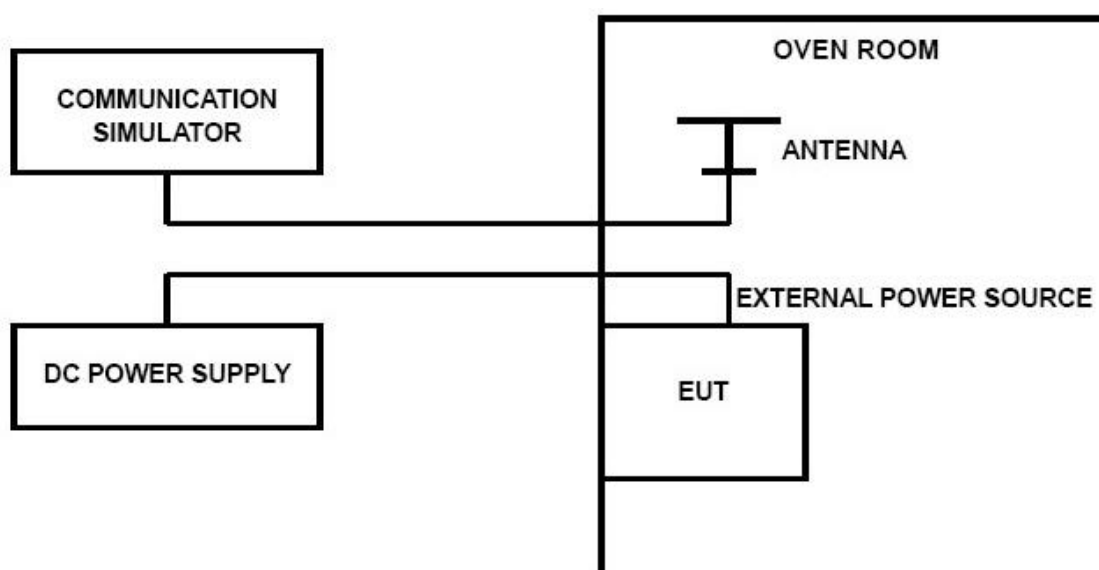 OVEN ROOM
COMMUNICATION
SIMULATOR
ANTENNA
EXTERNAL POWER SOURCE
DC POWER SUPPLY
EUT